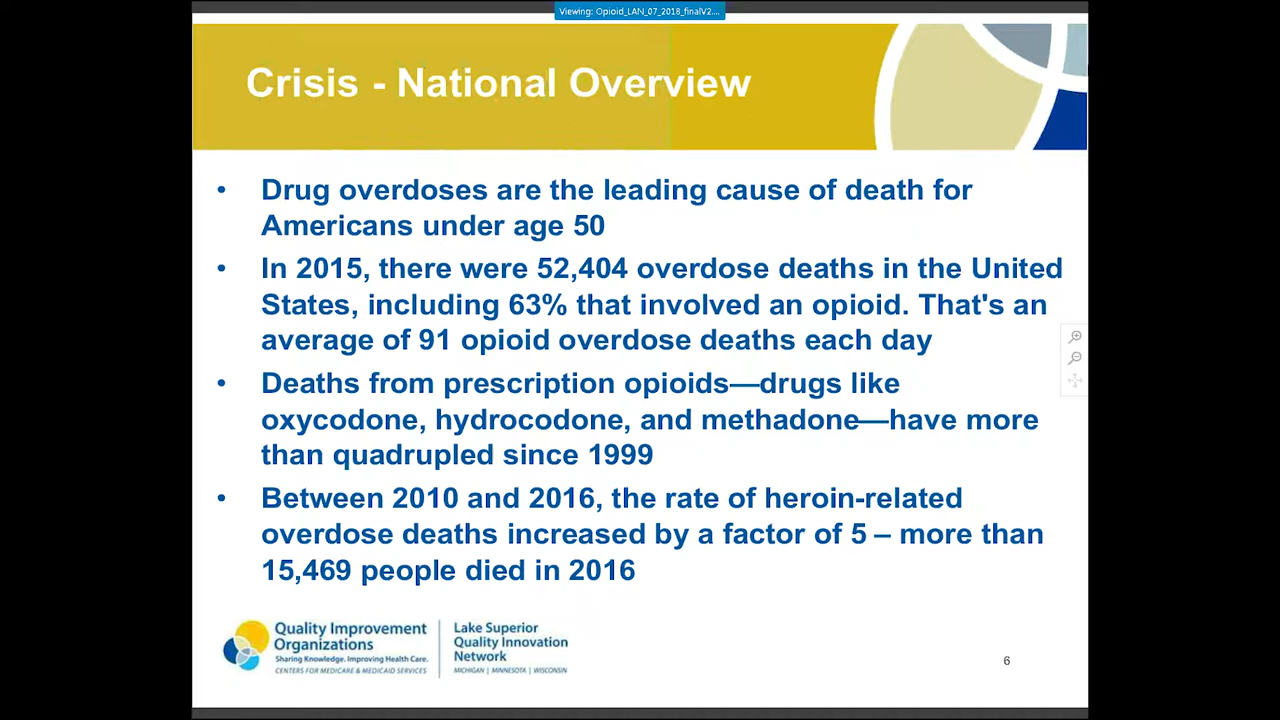 Viewing: Opioid_LAN_07_2018_finalV2....
Crisis - National Overview
• Drug overdoses are the leading cause of death for
Americans under age 50
• In 2015, there were 52,404 overdose deaths in the United
States, including 63% that involved an opioid. That's an
average of 91 opioid overdose deaths each day
• Deaths from prescription opioids—drugs like
oxycodone, hydrocodone, and methadone—have more
than quadrupled since 1999
• Between 2010 and 2016, the rate of heroin-related
overdose deaths increased by a factor of 5 – more than
15,469 people died in 2016
Quality Improvement
Organizations
Sharing Knowledge. Improving Health Care.
CENTERS FOR MEDICARE & MEDICAID SERVICES
Lake Superior
Quality Innovation
Network
MICHIGAN | MINNESOTA | WISCONSIN
6